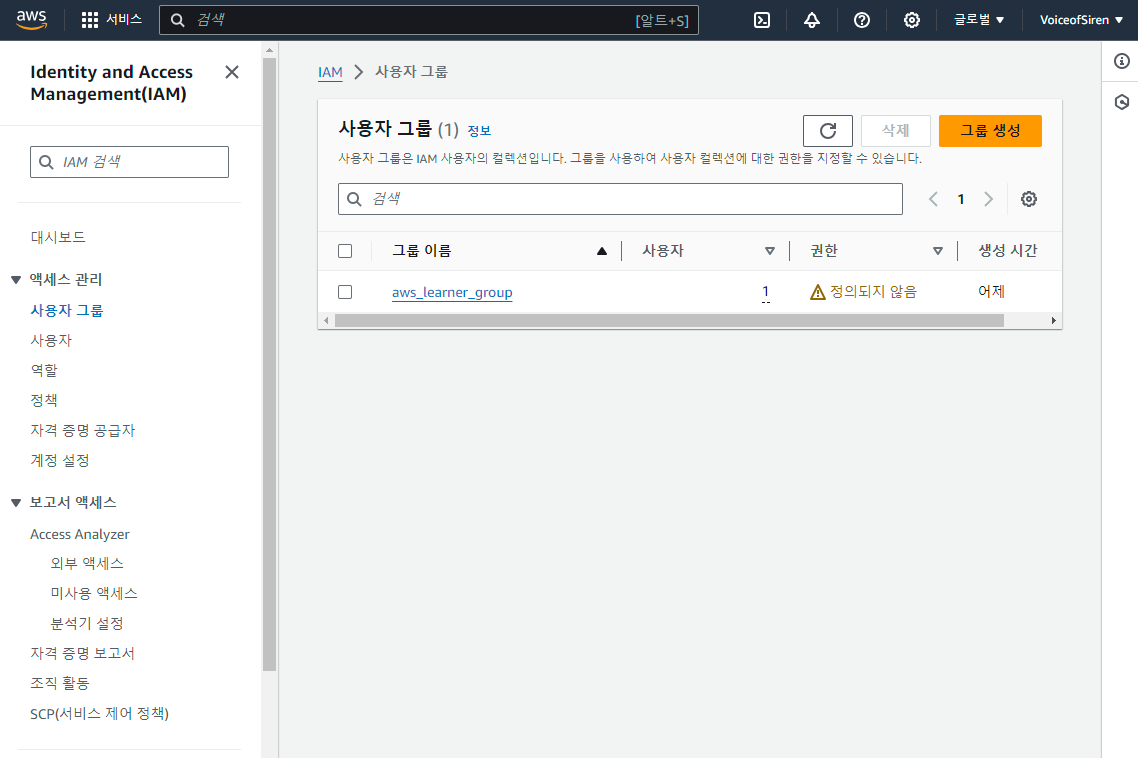 aws 서비스 검색 [알트+S] 글로벌 VoiceofSiren
Identity and Access
Management(IAM)
IAM 검색
대시보드
액세스 관리
사용자 그룹
사용자
역할
정책
자격 증명 공급자
계정 설정
보고서 액세스
Access Analyzer
외부 액세스
미사용 액세스
분석기 설정
자격 증명 보고서
조직 활동
SCP(서비스 제어 정책)
IAM 사용자 그룹
사용자 그룹 (1) 정보 삭제 그룹 생성
사용자 그룹은 IAM 사용자의 컬렉션입니다. 그룹을 사용하여 사용자 컬렉션에 대한 권한을 지정할 수 있습니다.
검색 1
그룹 이름 사용자 권한 생성 시간
aws_learner_group 1 정의되지 않음 어제